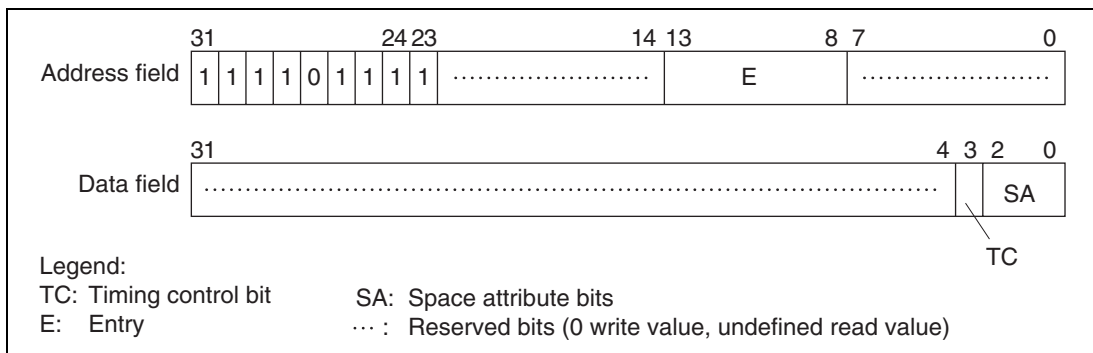 31 24 23 14 13 8 7 0
Address field 1 1 1 1 0 1 1 1 1 ........................ E ........................
31 4 3 2 0
Data field ................................................................................ SA
TC
Legend:
TC: Timing control bit SA: Space attribute bits
E: Entry ··· : Reserved bits (0 write value, undefined read value)